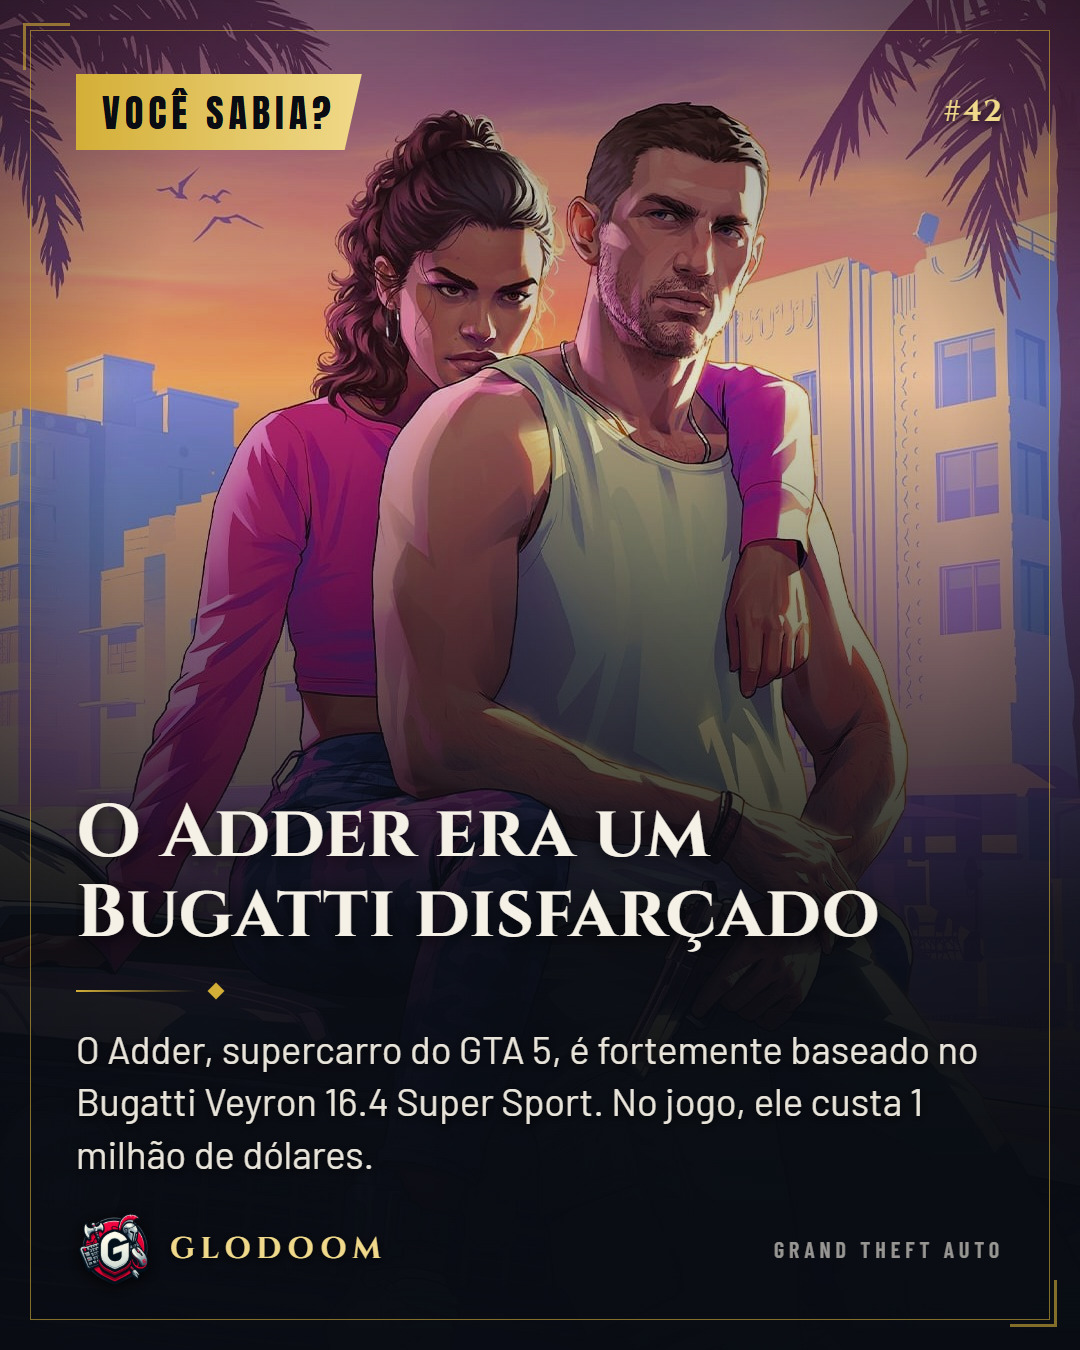 VOCÊ SABIA?
#42
O ADDER ERA UM
BUGATTI DISFARÇADO
O Adder, supercarro do GTA 5, é fortemente baseado no
Bugatti Veyron 16.4 Super Sport. No jogo, ele custa 1
milhão de dólares.
G
GLODOOM
GRAND THEFT AUTO